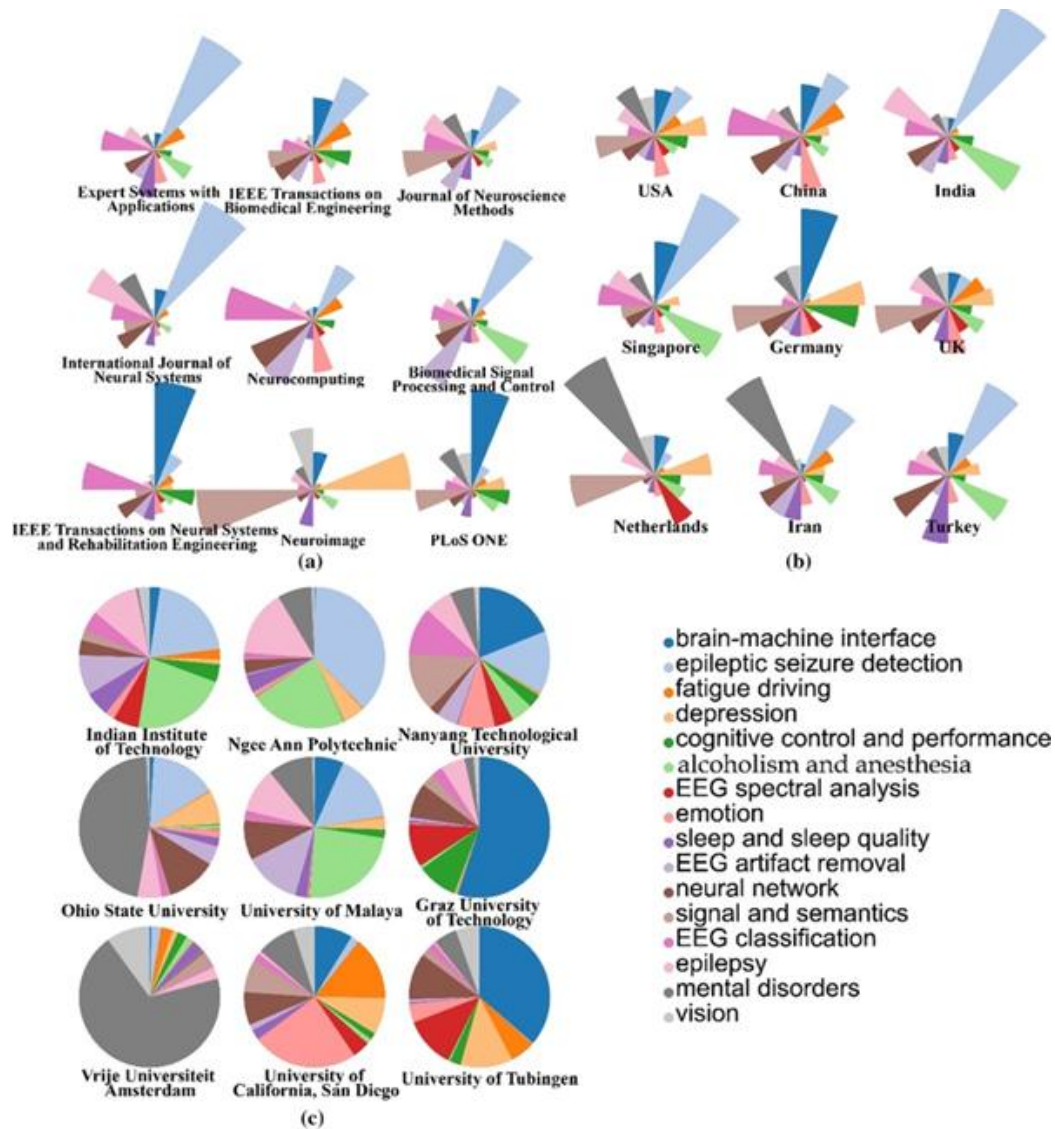 Expert Systems with
Applications
IEEE Transactions on
Biomedical Engineering
Journal of Neuroscience
Methods
International Journal of
Neural Systems
Neurocomputing
Biomedical Signal
Processing and Control
IEEE Transactions on Neural Systems
and Rehabilitation Engineering
Neuroimage
PLoS ONE
(a)
USA
China
India
Singapore
Germany
UK
Netherlands
Iran
Turkey
(b)
Indian Institute
of Technology
Ngee Ann Polytechnic
Nanyang Technological
University
Ohio State University
University of Malaya
Graz University
of Technology
Vrije Universiteit
Amsterdam
University of
California, San Diego
University of Tubingen
(c)
brain-machine interface
epileptic seizure detection
fatigue driving
depression
cognitive control and performance
alcoholism and anesthesia
EEG spectral analysis
emotion
sleep and sleep quality
EEG artifact removal
neural network
signal and semantics
EEG classification
epilepsy
mental disorders
vision